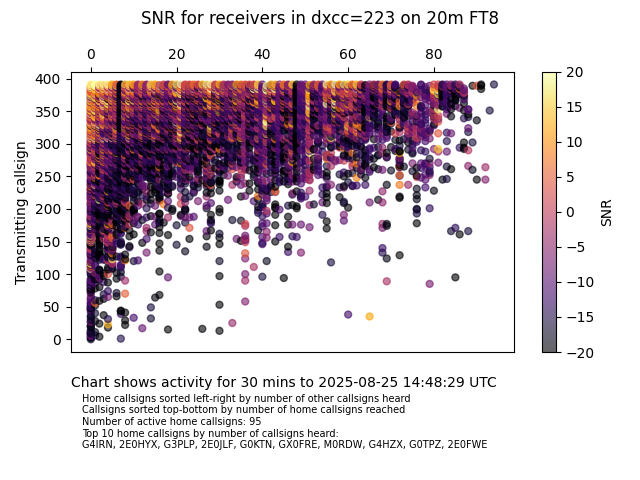 SNR for receivers in dxcc=223 on 20m FT8
0 20 40 60 80
400
350
300
250
200
150
100
50
0
Transmitting callsign
20
15
10
5
0
−5
−10
−15
−20
SNR
Chart shows activity for 30 mins to 2025-08-25 14:48:29 UTC
Home callsigns sorted left-right by number of other callsigns heard
Callsigns sorted top-bottom by number of home callsigns reached
Number of active home callsigns: 95
Top 10 home callsigns by number of callsigns heard:
G4IRN, 2E0HYX, G3PLP, 2E0JLF, G0KTN, GX0FRE, M0RDW, G4HZX, G0TPZ, 2E0FWE